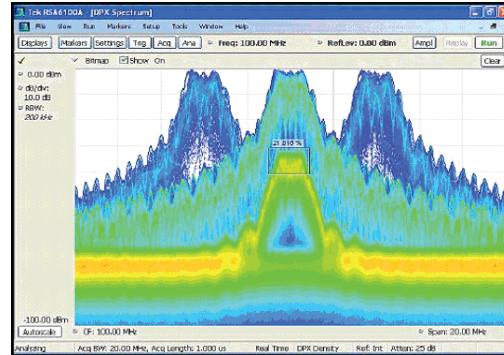 Tek RSA6100A - [DPX Spectrum]
File View Run Markers Setup Tools Window Help
Displays Markers Settings Trig Acq Ana Freq: 100.00 MHz RefLev: 0.00 dBm Ampl Replay Run
Bitmap Show On Clear
0.00 dBm
dB/div:
10.0 dB
RBW:
200 kHz
-100.00 dBm
Autoscale CF: 100.00 MHz Span: 20.00 MHz
Analyzing Acq BW: 20.00 MHz, Acq Length: 1.000 us Real Time DPX Density Ref: Int Atten: 25 dB